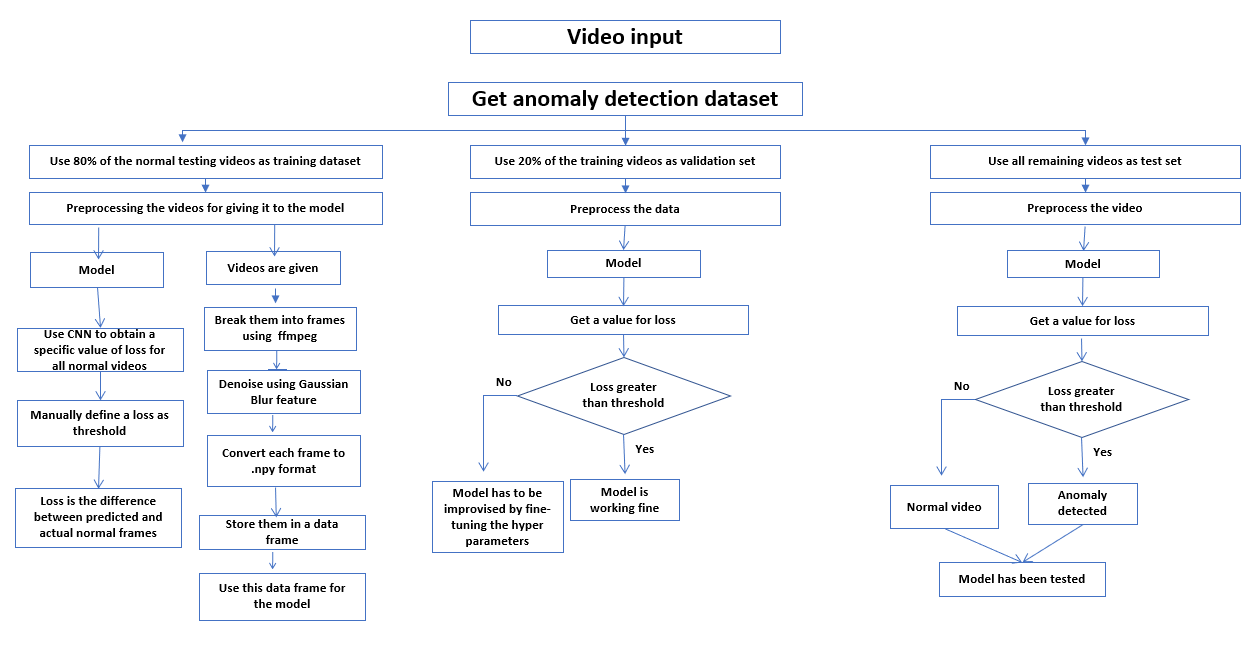 Video input
Get anomaly detection dataset
Use 80% of the normal testing videos as training dataset
Preprocessing the videos for giving it to the model
Model
Use CNN to obtain a
specific value of loss for
all normal videos
Manually define a loss as
threshold
Loss is the difference
between predicted and
actual normal frames
Videos are given
Break them into frames
using ffmpeg
Denoise using Gaussian
Blur feature
Convert each frame to
.npy format
Store them in a data
frame
Use this data frame for
the model
Use 20% of the training videos as validation set
Preprocess the data
Model
Get a value for loss
Loss greater
than threshold
No
Yes
Model has to be
improvised by fine-
tuning the hyper
parameters
Model is
working fine
Use all remaining videos as test set
Preprocess the video
Model
Get a value for loss
Loss greater
than threshold
No
Yes
Normal video
Anomaly
detected
Model has been tested